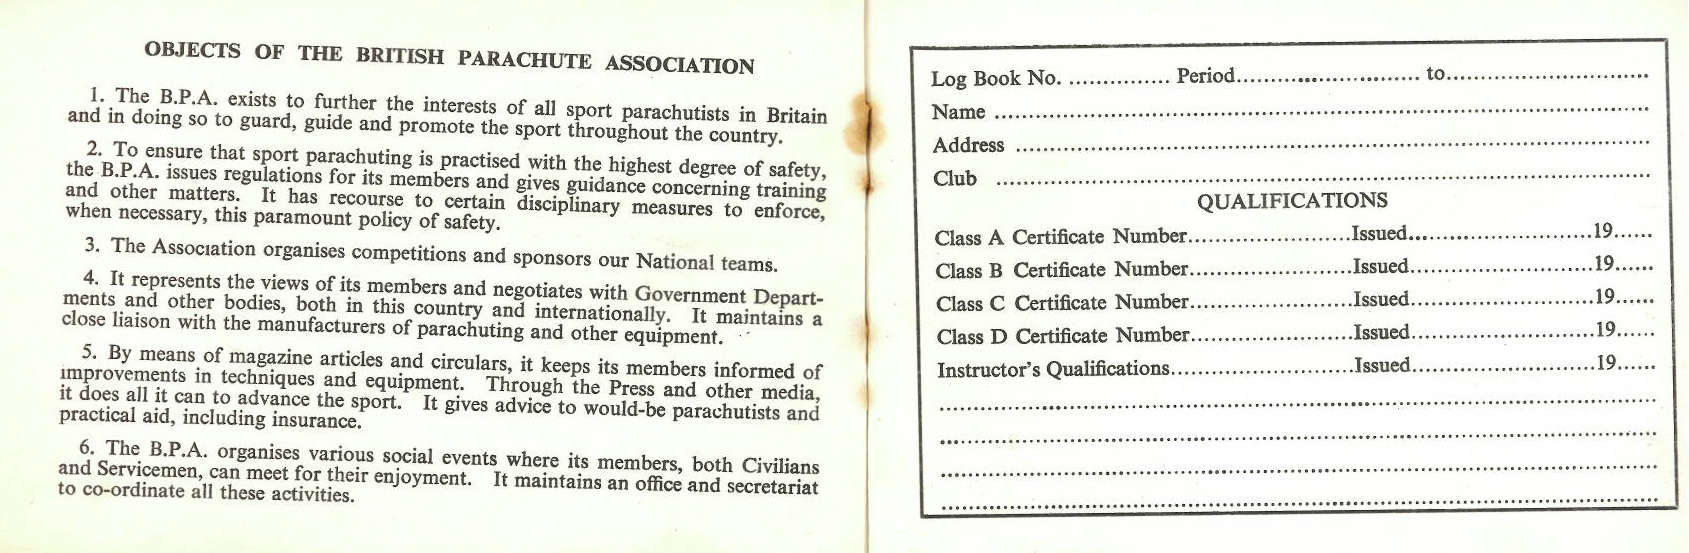 OBJECTS OF THE BRITISH PARACHUTE ASSOCIATION
1. The B.P.A. exists to further the interests of all sport parachutists in Britain
and in doing so to guard, guide and promote the sport throughout the country.
2. To ensure that sport parachuting is practised with the highest degree of safety,
the B.P.A. issues regulations for its members and gives guidance concerning training
and other matters. It has recourse to certain disciplinary measures to enforce,
when necessary, this paramount policy of safety.
3. The Association organises competitions and sponsors our National teams.
4. It represents the views of its members and negotiates with Government Depart-
ments and other bodies, both in this country and internationally. It maintains a
close liaison with the manufacturers of parachuting and other equipment.
5. By means of magazine articles and circulars, it keeps its members informed of
improvements in techniques and equipment. Through the Press and other media,
it does all it can to advance the sport. It gives advice to would-be parachutists and
practical aid, including insurance.
6. The B.P.A. organises various social events where its members, both Civilians
and Servicemen, can meet for their enjoyment. It maintains an office and secretariat
to co-ordinate all these activities.
Log Book No. ............... Period........................... to..............................
Name ................................................................................
Address ................................................................................
Club ................................................................................
QUALIFICATIONS
Class A Certificate Number........................Issued...........................19......
Class B Certificate Number........................Issued...........................19......
Class C Certificate Number........................Issued...........................19......
Class D Certificate Number........................Issued...........................19......
Instructor's Qualifications...........................Issued...........................19......